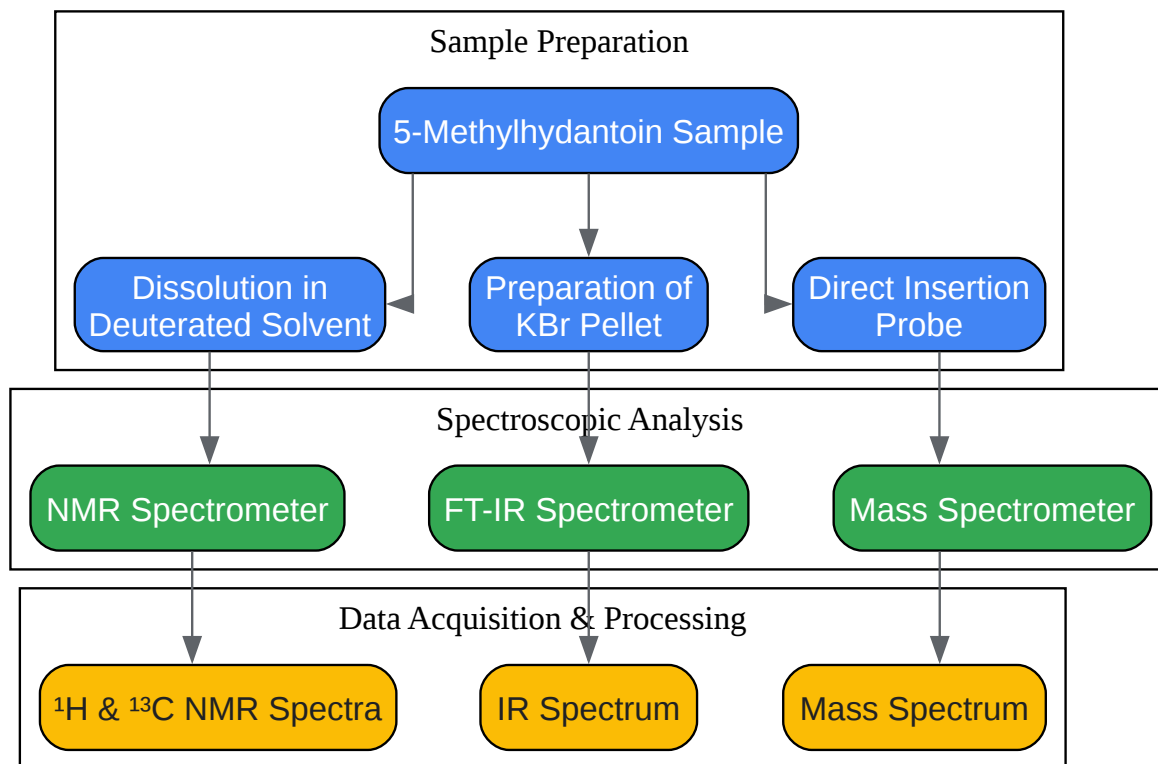 Sample Preparation
5-Methylhydantoin Sample
Dissolution in
Deuterated Solvent
Preparation of
KBr Pellet
Direct Insertion
Probe
Spectroscopic Analysis
NMR Spectrometer
FT-IR Spectrometer
Mass Spectrometer
Data Acquisition & Processing
¹H & ¹³C NMR Spectra
IR Spectrum
Mass Spectrum